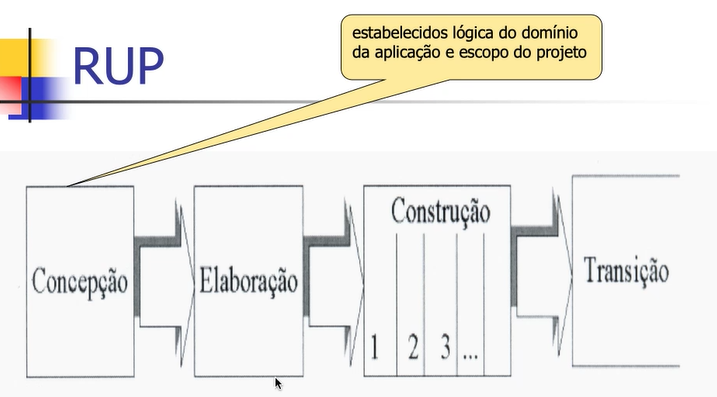 RUP
estabelecidos lógica do domínio
da aplicação e escopo do projeto
Concepção
Elaboração
Construção
1 2 3 ...
Transição